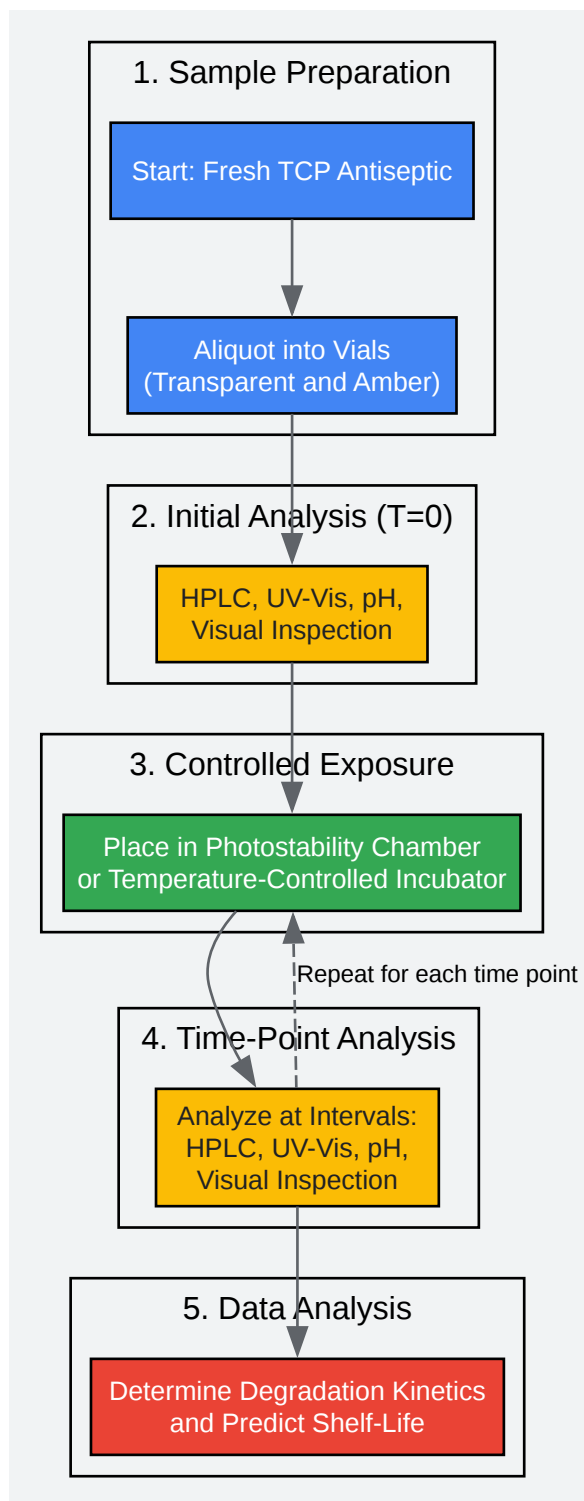 1. Sample Preparation
Start: Fresh TCP Antiseptic
Aliquot into Vials
(Transparent and Amber)
2. Initial Analysis (T=0)
HPLC, UV-Vis, pH,
Visual Inspection
3. Controlled Exposure
Place in Photostability Chamber
or Temperature-Controlled Incubator
Repeat for each time point
4. Time-Point Analysis
Analyze at Intervals:
HPLC, UV-Vis, pH,
Visual Inspection
5. Data Analysis
Determine Degradation Kinetics
and Predict Shelf-Life